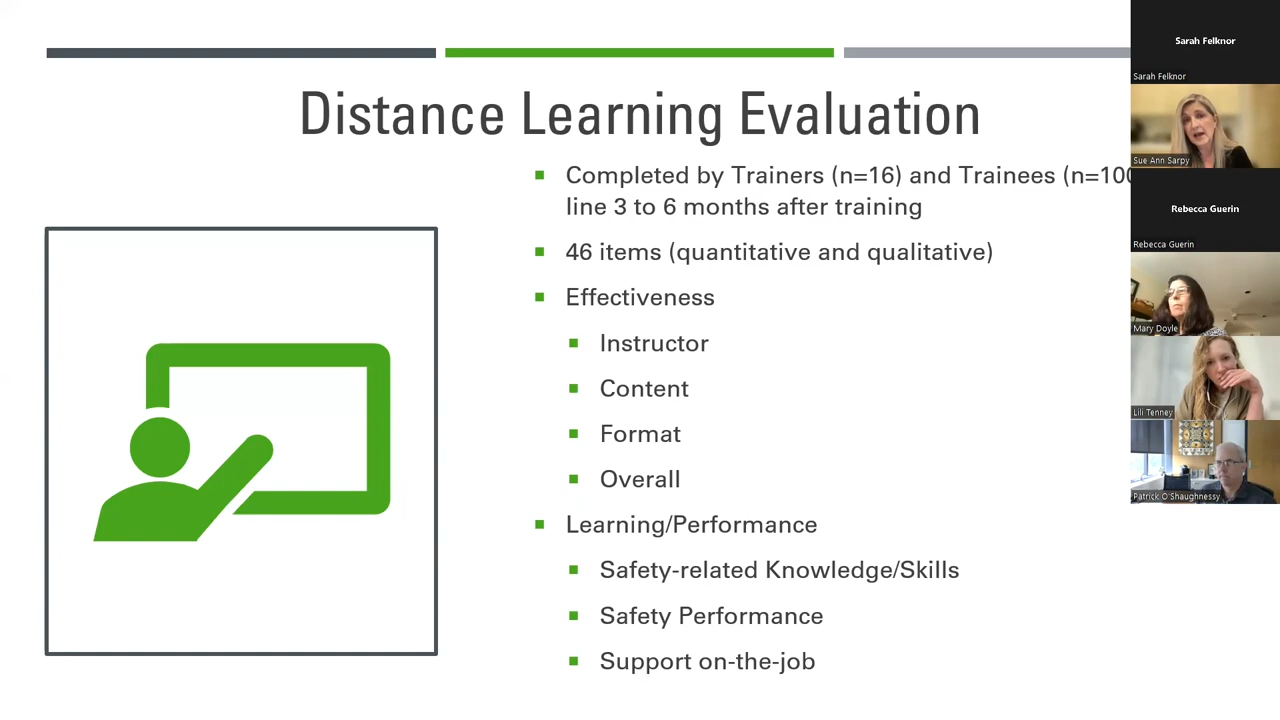 Distance Learning Evaluation
Completed by Trainers (n=16) and Trainees
line 3 to 6 months after training
46 items (quantitative and qualitative)
Effectiveness
Instructor
Content
Format
Overall
Learning/Performance
Safety-related Knowledge/Skills
Safety Performance
Support on-the-job
Sarah Felknor
Sarah Felknor
Sue Ann Sarpy
Rebecca Guerin
Rebecca Guerin
Mary Doyle
Lili Tenney
Patrick O'Shaughnessy